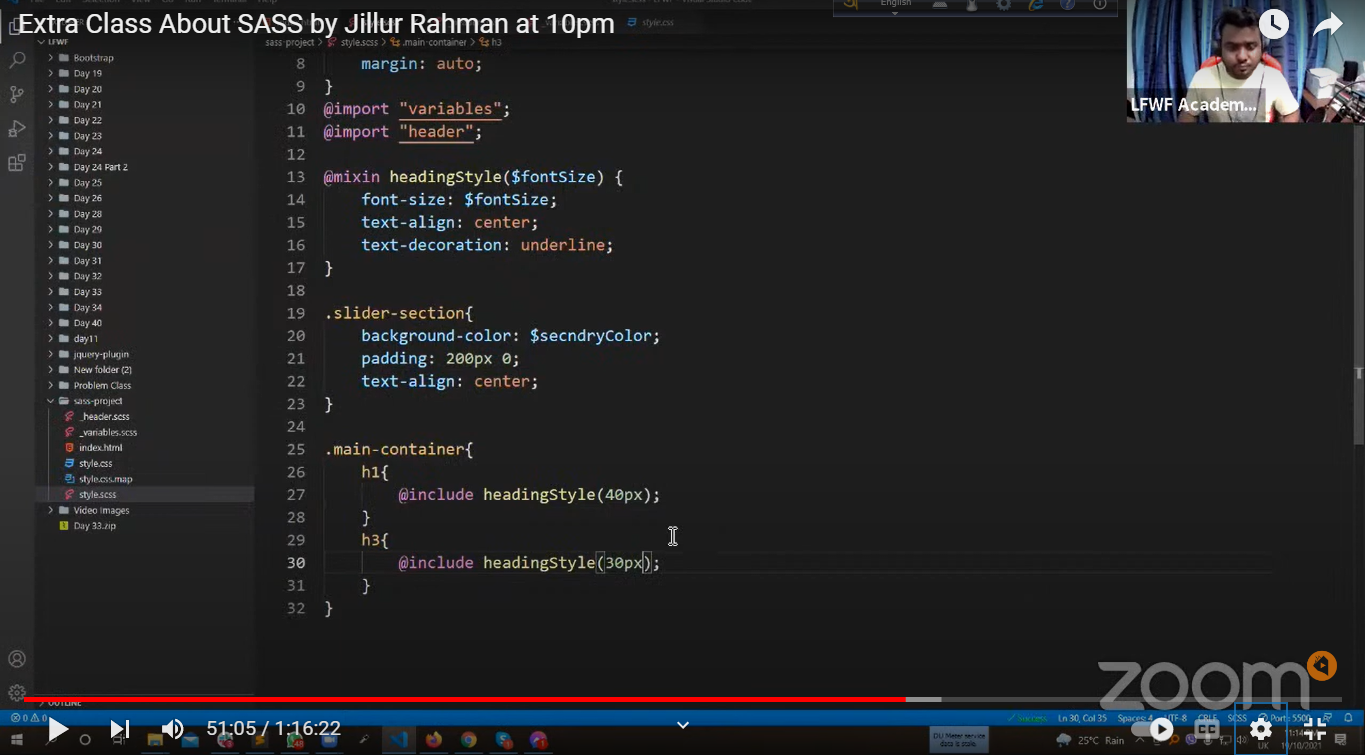 Extra Class About SASS by Jillur Rahman at 10pm
style.css
English
LFWF
sass-project > style.scss > .main-container > h3
Bootstrap
Day 19
Day 20
Day 21
Day 22
Day 23
Day 24
Day 24 Part 2
Day 25
Day 26
Day 28
Day 29
Day 30
Day 31
Day 32
Day 33
Day 34
Day 40
day11
jquery-plugin
New folder (2)
Problem Class
sass-project
_header.scss
_variables.scss
index.html
style.css
style.css.map
style.scss
Video Images
Day 33.zip
OUTLINE
8 margin: auto;
9 }
10 @import "variables";
11 @import "header";
12
13 @mixin headingStyle($fontSize) {
14 font-size: $fontSize;
15 text-align: center;
16 text-decoration: underline;
17 }
18
19 .slider-section{
20 background-color: $secndryColor;
21 padding: 200px 0;
22 text-align: center;
23 }
24
25 .main-container{
26 h1{
27 @include headingStyle(40px);
28 }
29 h3{
30 @include headingStyle(30px);
31 }
32 }
LFWF Academ...
zoom
Ln 30, Col 35 Spaces: 4 UTF-8 CRLF SCSS Port: 5500
51:05 / 1:16:22
CC
DU Meter service
data is stale.
25°C Rain
UK 19/10/2021